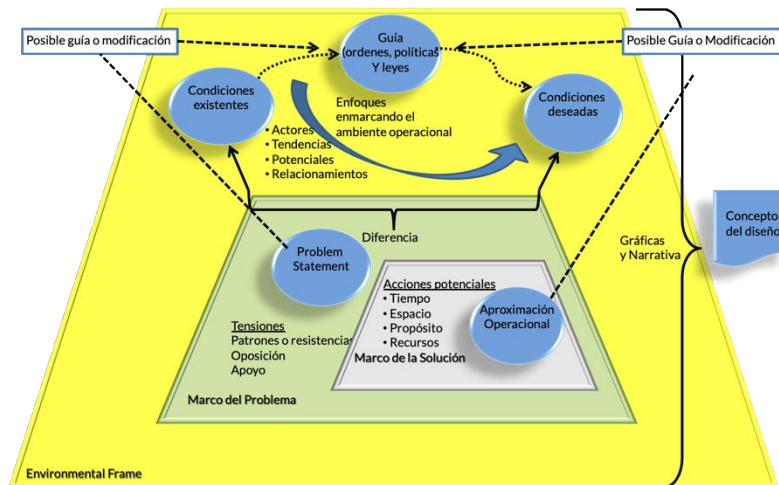 Posible guía o modificación
Guía
(ordenes, políticas
Y leyes
Posible Guía o Modificación
Condiciones
existentes
Enfoques
enmarcando el
ambiente operacional
Condiciones
deseadas
• Actores
• Tendencias
• Potenciales
• Relacionamientos
Diferencia
Problem
Statement
Gráficas
y Narrativa
Concepto
del diseño
Acciones potenciales
• Tiempo
• Espacio
• Propósito
• Recursos
Aproximación
Operacional
Marco de la Solución
Tensiones
Patrones o resistencias
Oposición
Apoyo
Marco del Problema
Environmental Frame